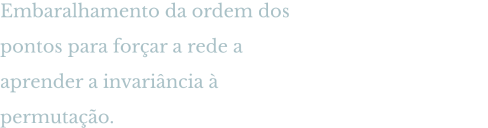 Embaralhamento da ordem dos
pontos para forçar a rede a
aprender a invariância à
permutação.